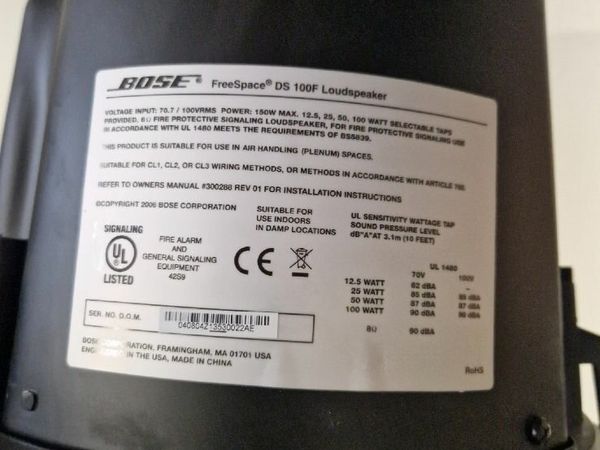 BOSE® FreeSpace® DS 100F Loudspeaker
VOLTAGE INPUT: 70.7 / 100VRMS POWER: 150W MAX. 12.5, 25, 50, 100 WATT SELECTABLE TAPS
PROVIDED, 8Ω FIRE PROTECTIVE SIGNALING LOUDSPEAKER, FOR FIRE PROTECTIVE SIGNALING USE
IN ACCORDANCE WITH UL 1480 MEETS THE REQUIREMENTS OF BS5839.
THIS PRODUCT IS SUITABLE FOR USE IN AIR HANDLING (PLENUM) SPACES.
SUITABLE FOR CL1, CL2, OR CL3 WIRING METHODS, OR METHODS IN ACCORDANCE WITH ARTICLE 760.
REFER TO OWNERS MANUAL #300288 REV 01 FOR INSTALLATION INSTRUCTIONS
©COPYRIGHT 2006 BOSE CORPORATION
SUITABLE FOR
USE INDOORS
IN DAMP LOCATIONS
UL SENSITIVITY WATTAGE TAP
SOUND PRESSURE LEVEL
dB"A"AT 3.1m (10 FEET)
SIGNALING
UL
LISTED
FIRE ALARM
AND
GENERAL SIGNALING
EQUIPMENT
42S9
CE
UL 1480
70V 100V
12.5 WATT 82 dBA –
25 WATT 85 dBA 85 dBA
50 WATT 87 dBA 87 dBA
100 WATT 90 dBA 90 dBA
8Ω 90 dBA
SER. NO. D.O.M.
040804213530022AE
BOSE CORPORATION, FRAMINGHAM, MA 01701 USA
ENGINEERED IN THE USA, MADE IN CHINA
RoHS